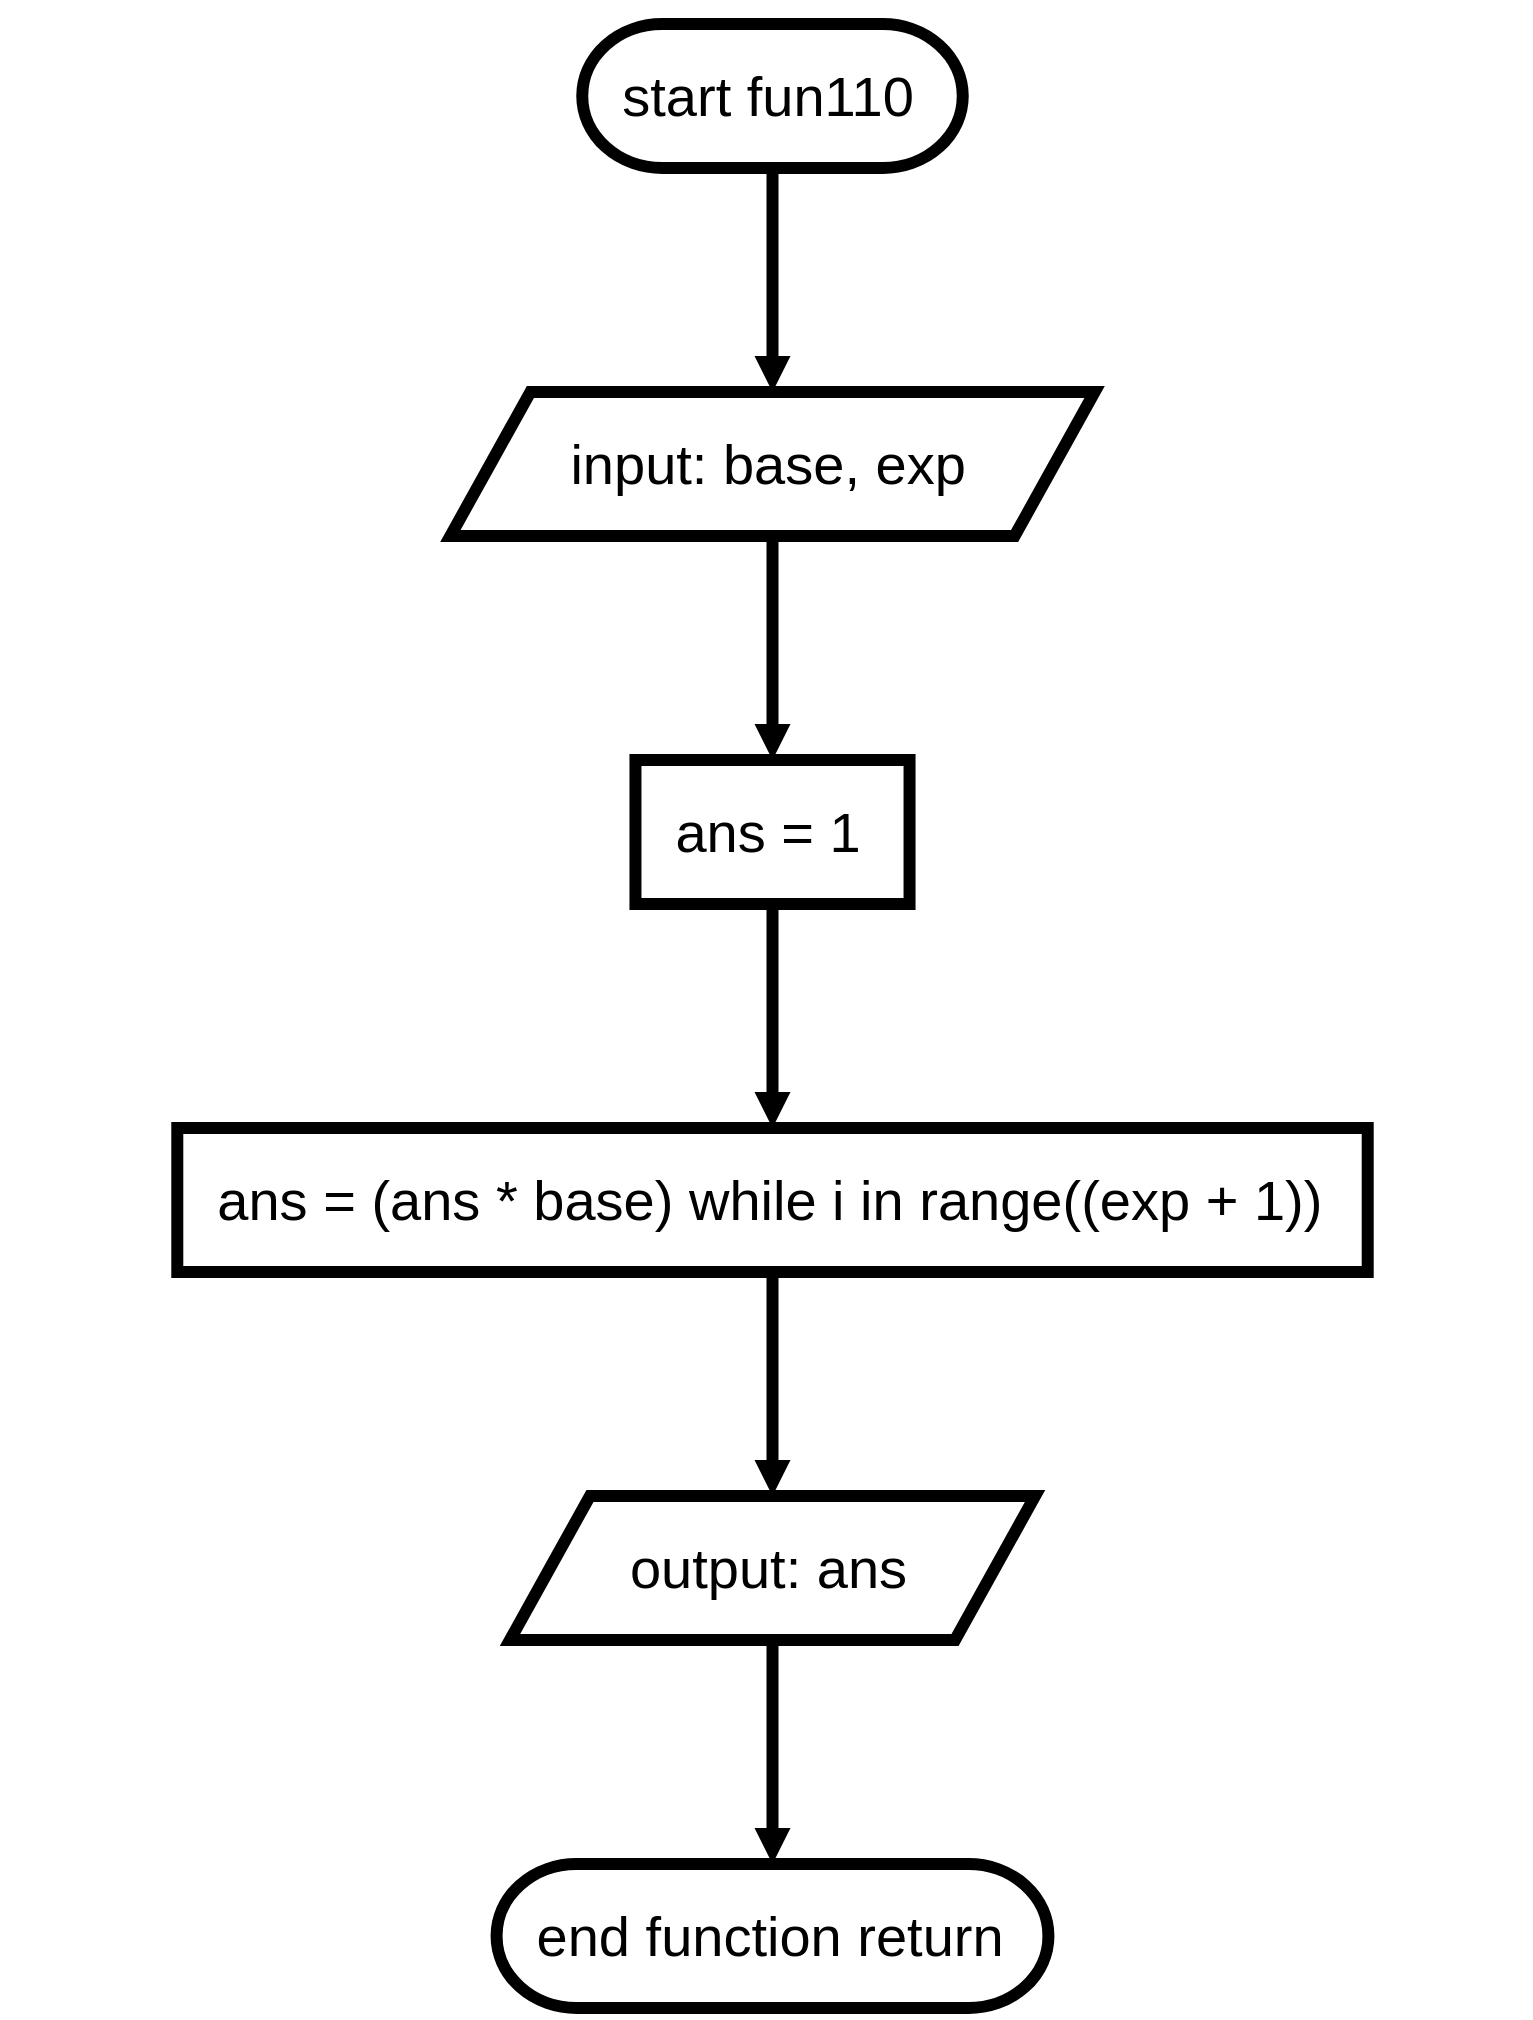 start fun110
input: base, exp
ans = 1
ans = (ans * base) while i in range((exp + 1))
output: ans
end function return